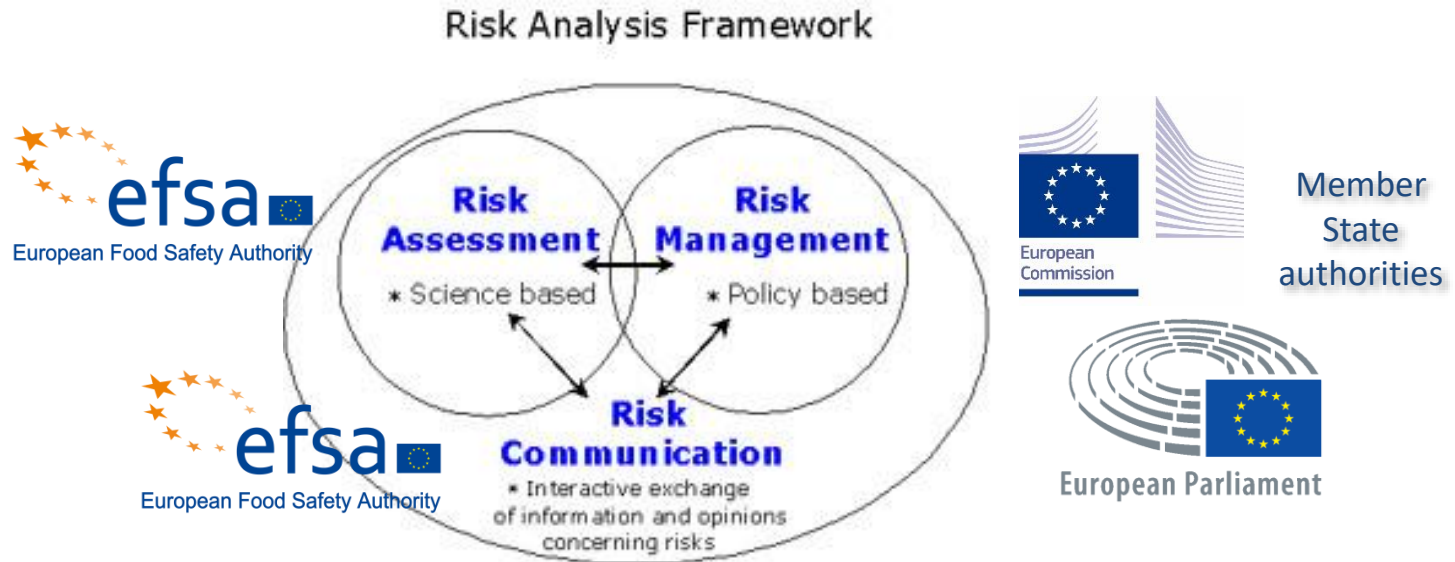 Risk Analysis Framework
efsa
European Food Safety Authority
Risk
Assessment
* Science based
Risk
Management
* Policy based
European
Commission
Member
State
authorities
efsa
European Food Safety Authority
Risk
Communication
* Interactive exchange
of information and opinions
concerning risks
European Parliament